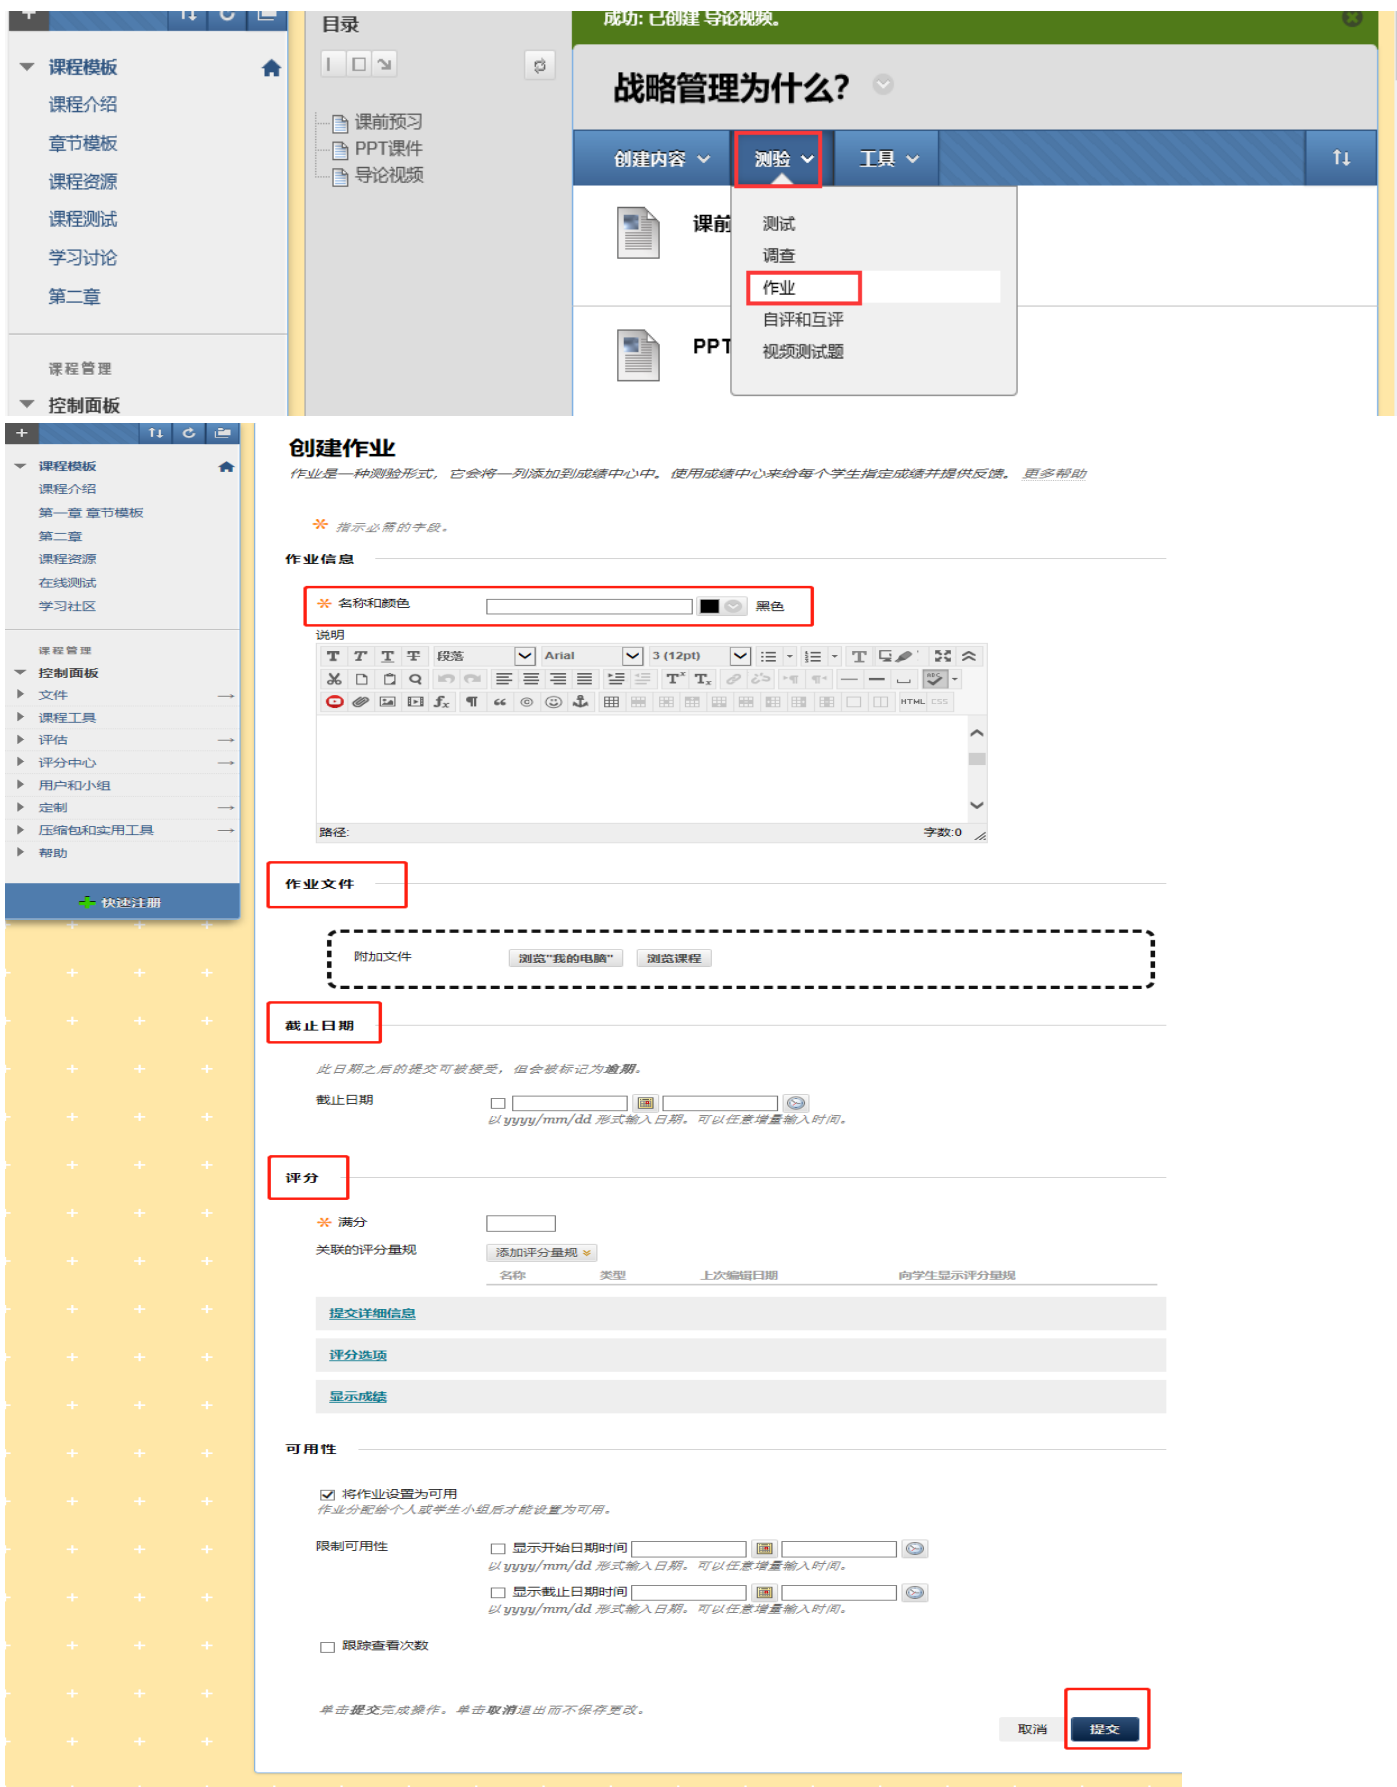 成功: 已创建 导论视频。
目录
课程模板
课程介绍
章节模板
课程资源
课程测试
学习讨论
第二章
课程管理
控制面板
课前预习
PPT课件
导论视频
战略管理为什么?
创建内容
测验
工具
课前
测试
调查
作业
自评和互评
视频测试题
PPT
课程模板
课程介绍
第一章 章节模板
第二章
课程资源
在线测试
学习社区
课程管理
控制面板
文件
课程工具
评估
评分中心
用户和小组
定制
压缩包和实用工具
帮助
快速注册
创建作业
作业是一种测验形式，它会将一列添加到成绩中心中。使用成绩中心来给每个学生指定成绩并提供反馈。 更多帮助
指示必需的字段。
作业信息
名称和颜色 黑色
说明
T T T T 段落 Arial 3 (12pt)
HTML CSS
路径: 字数:0
作业文件
附加文件 浏览"我的电脑" 浏览课程
截止日期
此日期之后的提交可被接受，但会被标记为逾期。
截止日期
以 yyyy/mm/dd 形式输入日期。可以任意增量输入时间。
评分
满分
关联的评分量规 添加评分量规
名称 类型 上次编辑日期 向学生显示评分量规
提交详细信息
评分选项
显示成绩
可用性
将作业设置为可用
作业分配给个人或学生小组后才能设置为可用。
限制可用性 显示开始日期时间
以 yyyy/mm/dd 形式输入日期。可以任意增量输入时间。
显示截止日期时间
以 yyyy/mm/dd 形式输入日期。可以任意增量输入时间。
跟踪查看次数
单击提交完成操作。单击取消退出而不保存更改。
取消 提交